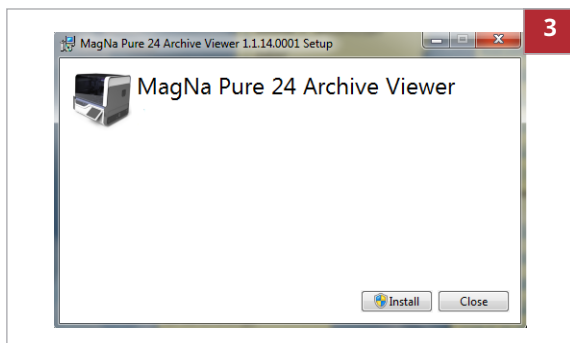 3
MagNa Pure 24 Archive Viewer 1.1.14.0001 Setup
MagNa Pure 24 Archive Viewer
Install
Close